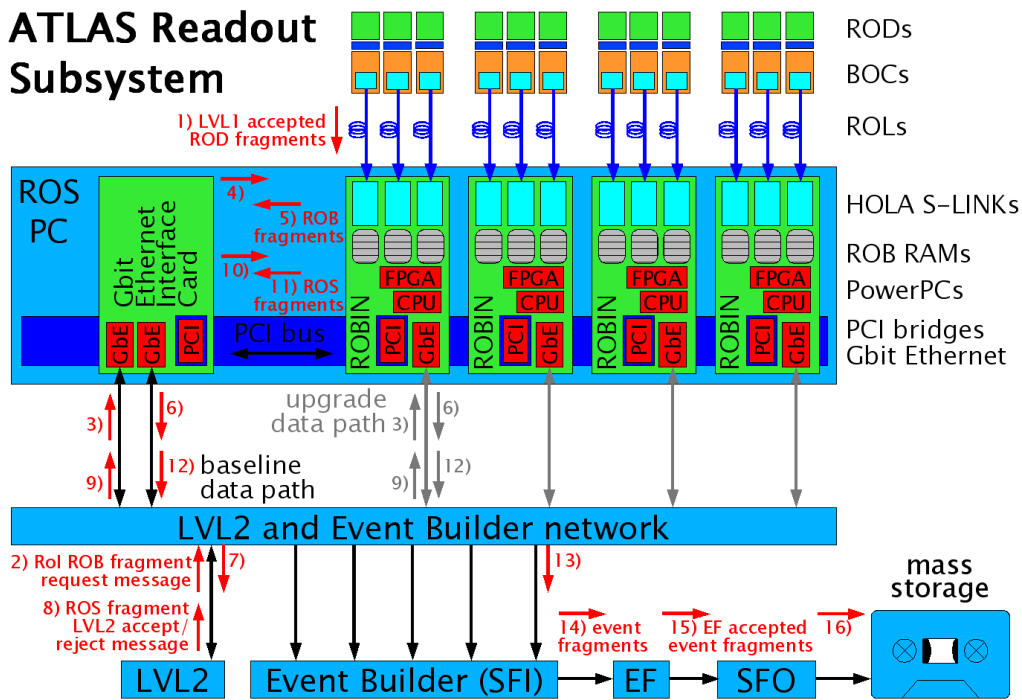 ATLAS Readout
Subsystem
RODs
BOCs
ROLs
1) LVL1 accepted
ROD fragments
ROS
PC
Gbit
Ethernet
Interface
Card
4)
5) ROB
fragments
10)
11) ROS
fragments
HOLA S-LINKs
ROB RAMs
PowerPCs
PCI bridges
Gbit Ethernet
GbE
GbE
PCI
PCI bus
ROBIN
FPGA
CPU
PCI
GbE
ROBIN
FPGA
CPU
PCI
GbE
ROBIN
FPGA
CPU
PCI
GbE
ROBIN
FPGA
CPU
PCI
GbE
3)
6)
9)
12)
baseline
data path
upgrade
data path
3)
6)
9)
12)
LVL2 and Event Builder network
2) RoI ROB fragment
request message
7)
8) ROS fragment
LVL2 accept/
reject message
13)
14) event
fragments
15) EF accepted
event fragments
16)
mass
storage
LVL2
Event Builder (SFI)
EF
SFO